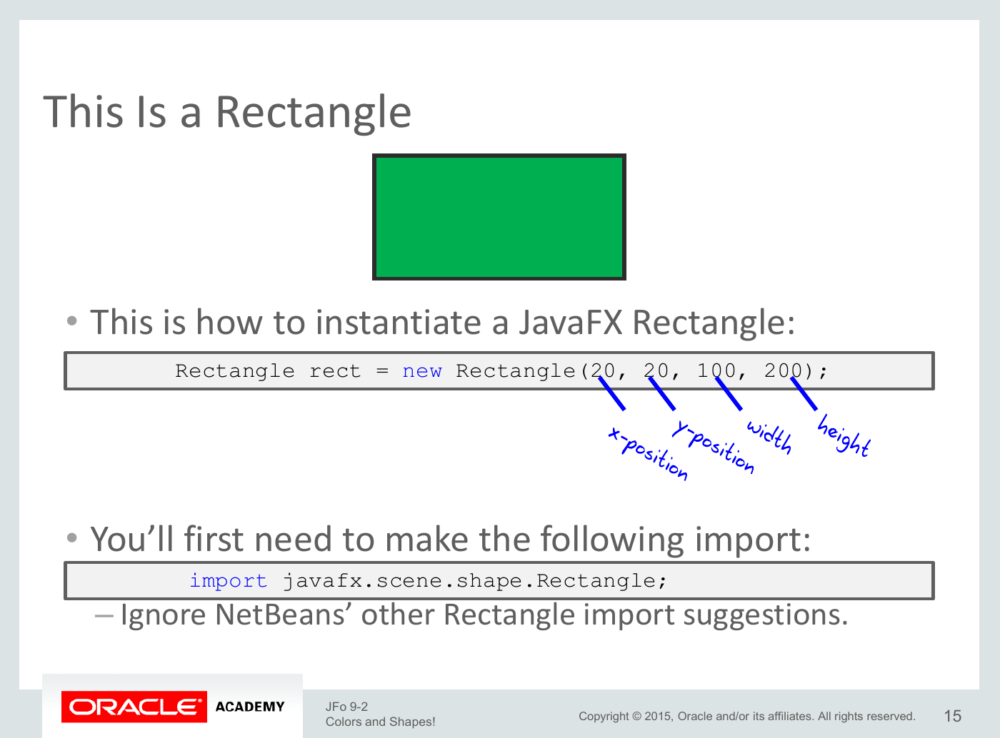 This Is a Rectangle
• This is how to instantiate a JavaFX Rectangle:
Rectangle rect = new Rectangle(20, 20, 100, 200);
x-position y-position width height
• You’ll first need to make the following import:
import javafx.scene.shape.Rectangle;
– Ignore NetBeans’ other Rectangle import suggestions.
ORACLE® ACADEMY
JFo 9-2
Colors and Shapes!
Copyright © 2015, Oracle and/or its affiliates. All rights reserved.
15